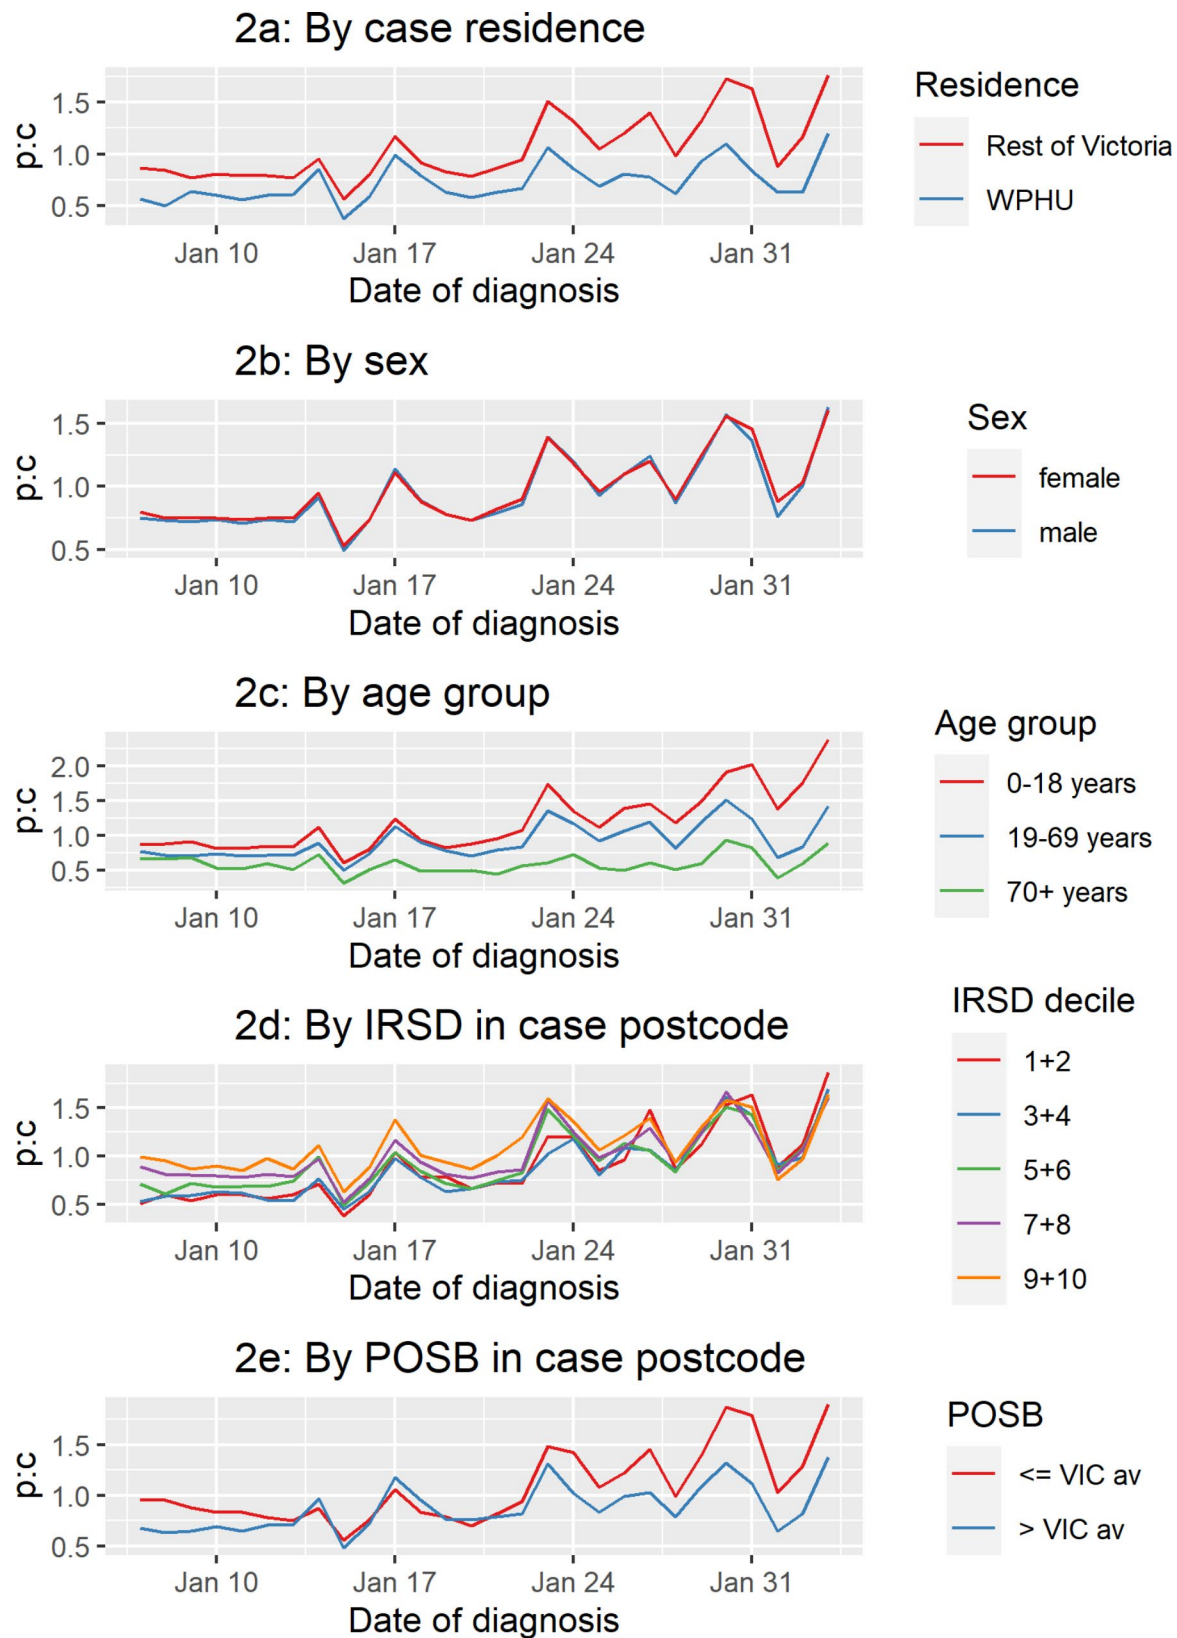 2a: By case residence
p:c
1.5
1.0
0.5
Jan 10 Jan 17 Jan 24 Jan 31
Date of diagnosis
Residence
Rest of Victoria
WPHU
2b: By sex
p:c
1.5
1.0
0.5
Jan 10 Jan 17 Jan 24 Jan 31
Date of diagnosis
Sex
female
male
2c: By age group
p:c
2.0
1.5
1.0
0.5
Jan 10 Jan 17 Jan 24 Jan 31
Date of diagnosis
Age group
0-18 years
19-69 years
70+ years
2d: By IRSD in case postcode
p:c
1.5
1.0
0.5
Jan 10 Jan 17 Jan 24 Jan 31
Date of diagnosis
IRSD decile
1+2
3+4
5+6
7+8
9+10
2e: By POSB in case postcode
p:c
1.5
1.0
0.5
Jan 10 Jan 17 Jan 24 Jan 31
Date of diagnosis
POSB
<= VIC av
> VIC av